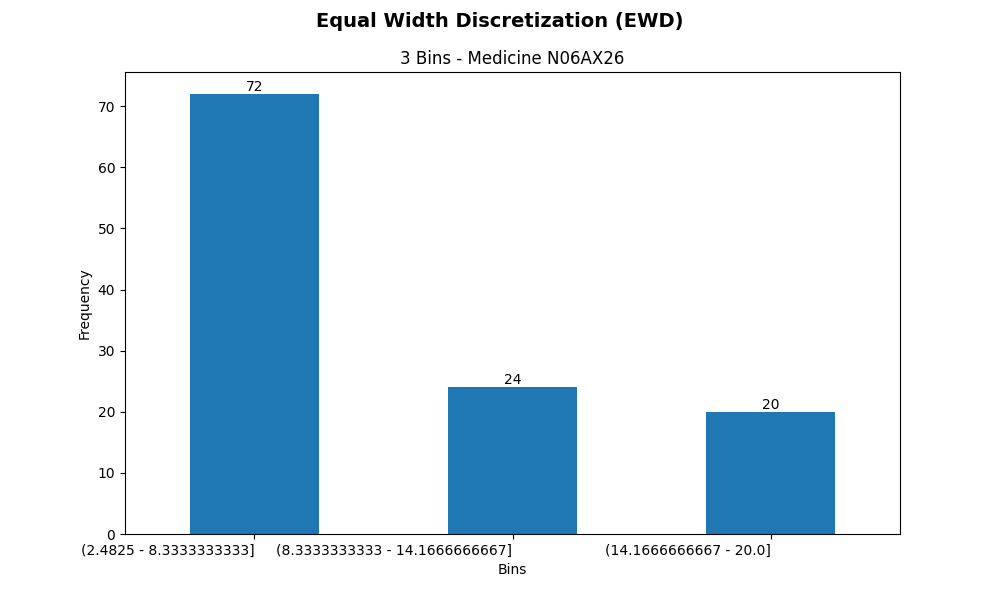 Equal Width Discretization (EWD)
3 Bins - Medicine N06AX26
72
24
20
70
60
50
40
30
20
10
0
Frequency
(2.4825 - 8.3333333333] (8.3333333333 - 14.1666666667] (14.1666666667 - 20.0]
Bins